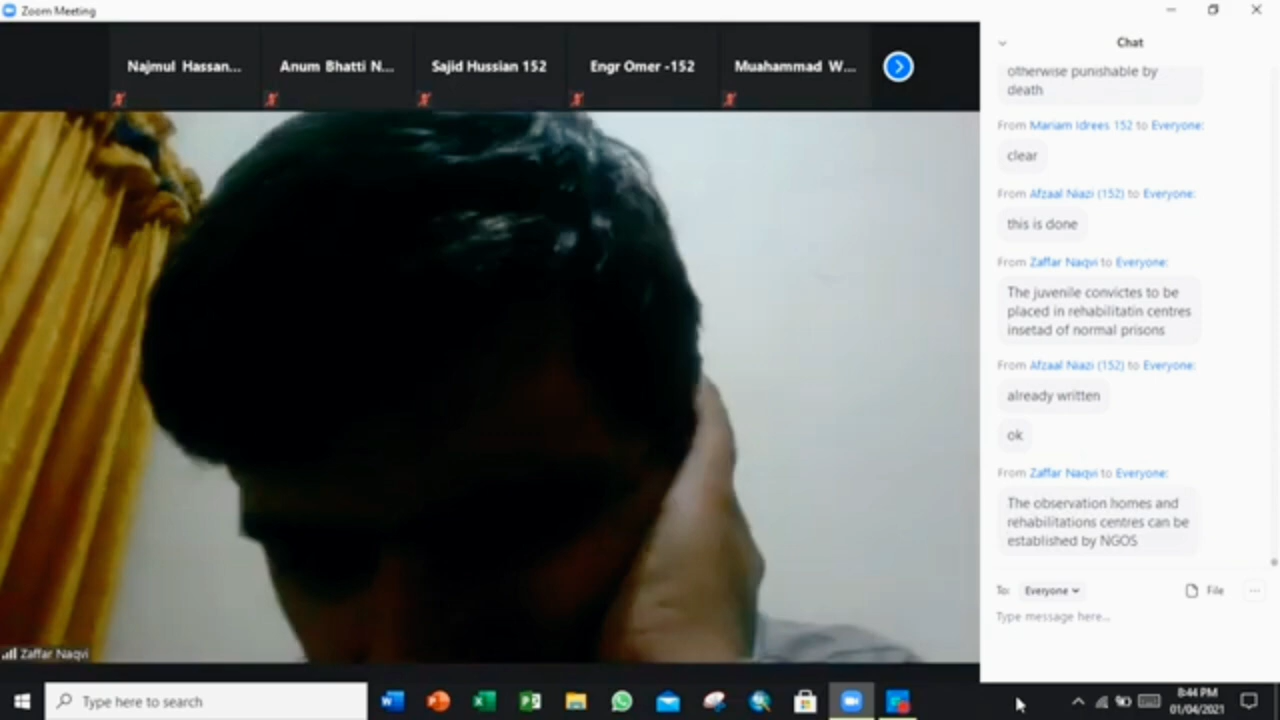 Zoom Meeting
Najmul Hassan...
Anum Bhatti N...
Sajid Hussian 152
Engr Omer -152
Muahammad W...
Chat
otherwise punishable by
death
From Mariam Idrees 152 to Everyone:
clear
From Afzaal Niazi (152) to Everyone:
this is done
From Zaffar Naqvi to Everyone:
The juvenile convictes to be
placed in rehabilitatin centres
insetad of normal prisons
From Afzaal Niazi (152) to Everyone:
already written
ok
From Zaffar Naqvi to Everyone:
The observation homes and
rehabilitations centres can be
established by NGOS
To: Everyone
File
Type message here...
Zaffar Naqvi
Type here to search
8:44 PM
01/04/2021